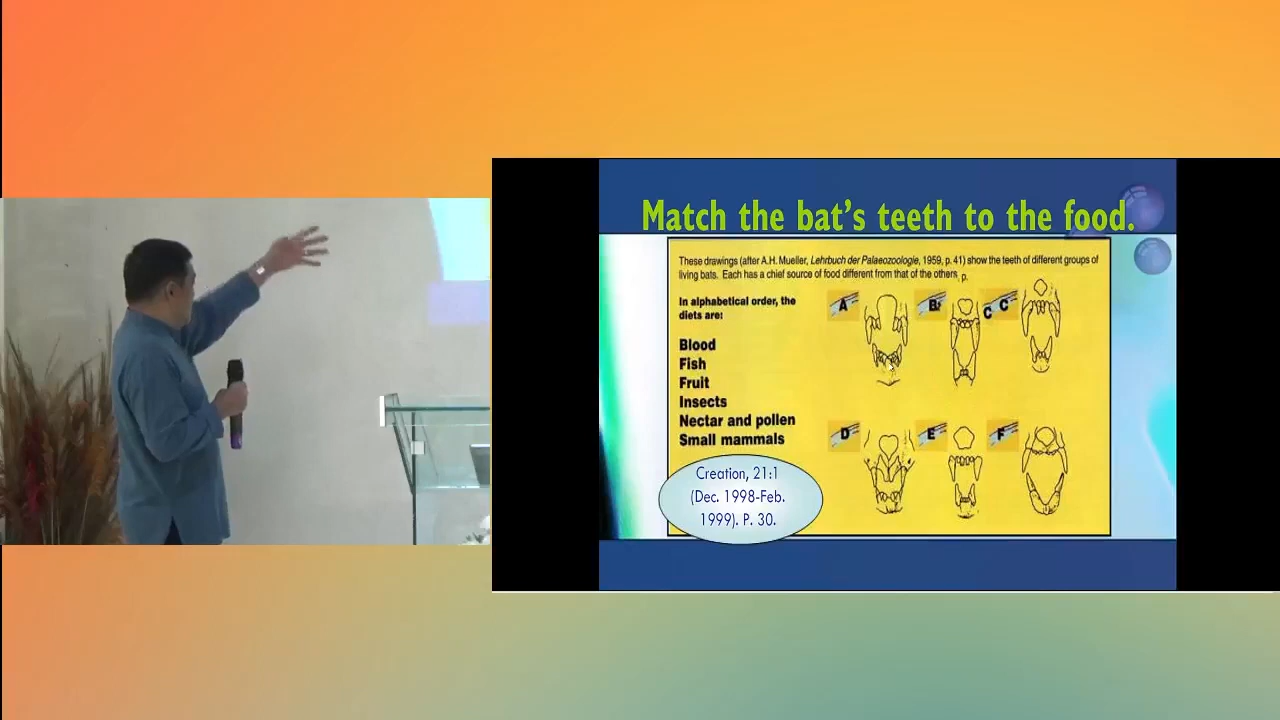 Match the bat's teeth to the food.
These drawings (after A.H. Mueller, Lehrbuch der Palaeozoologie, 1959, p. 41) show the teeth of different groups of
living bats. Each has a chief source of food different from that of the others, p.
In alphabetical order, the
diets are:
Blood
Fish
Fruit
Insects
Nectar and pollen
Small mammals
A
B
C C
D
E
F
Creation, 21:1
(Dec. 1998-Feb.
1999). P. 30.